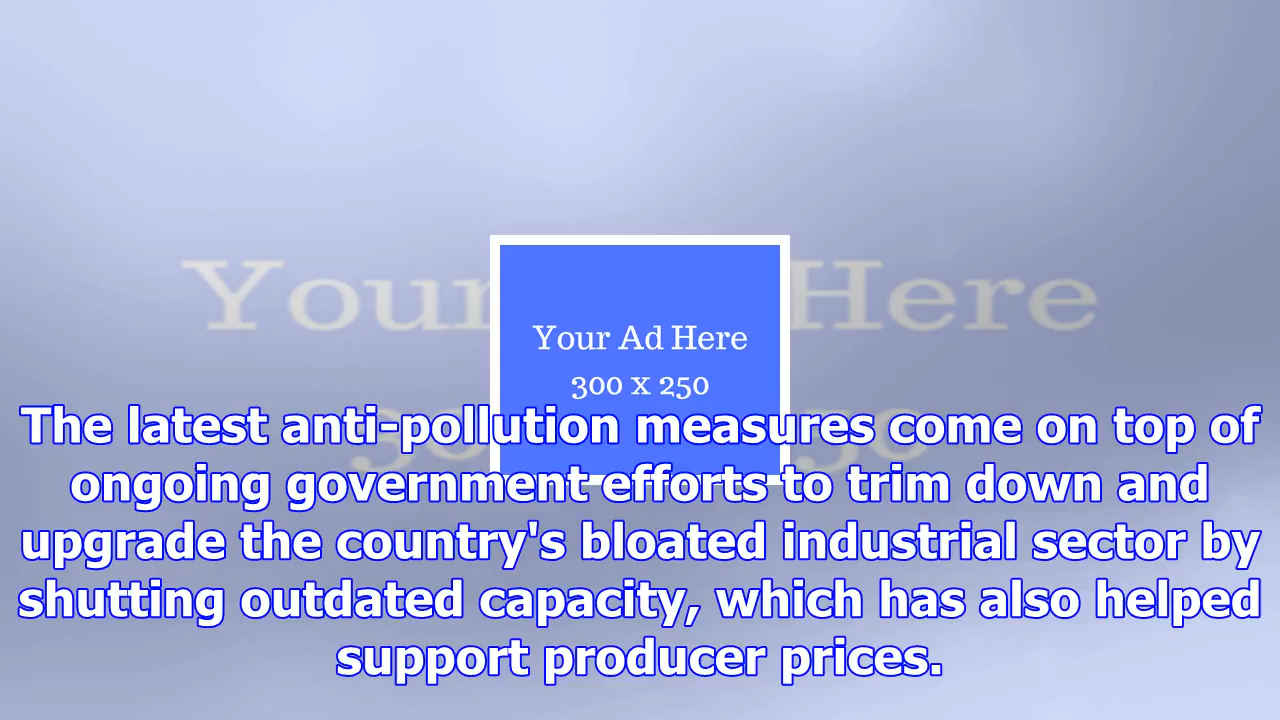 Your Here
Your Ad Here
300 x 250
The latest anti-pollution measures come on top of
ongoing government efforts to trim down and
upgrade the country's bloated industrial sector by
shutting outdated capacity, which has also helped
support producer prices.